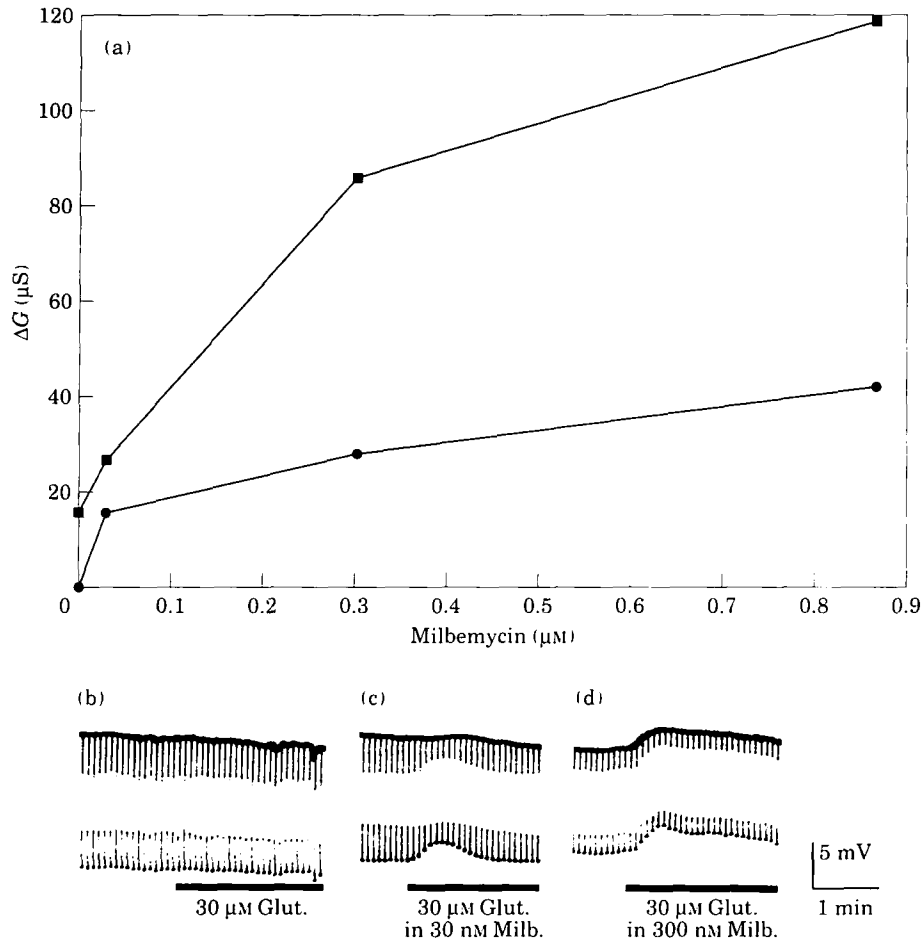 120
(a)
100
80
60
40
20
0
ΔG (μS)
0.1 0.2 0.3 0.4 0.5 0.6 0.7 0.8 0.9
Milbemycin (μM)
(b) (c) (d)
5 mV
30 μM Glut. 30 μM Glut. 30 μM Glut. 1 min
in 30 nM Milb. in 300 nM Milb.